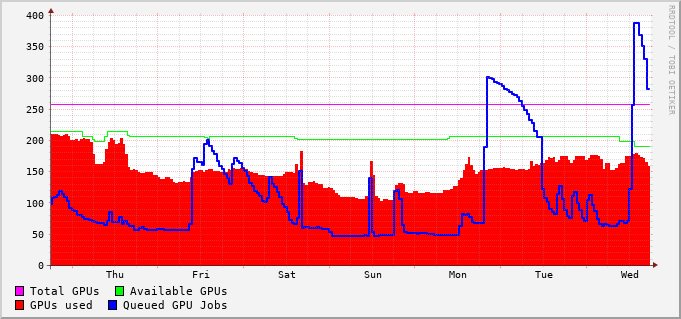 400
350
300
250
200
150
100
50
0
Thu Fri Sat Sun Mon Tue Wed
Total GPUs Available GPUs
GPUs used Queued GPU Jobs
RRDTOOL / TOBI OETIKER